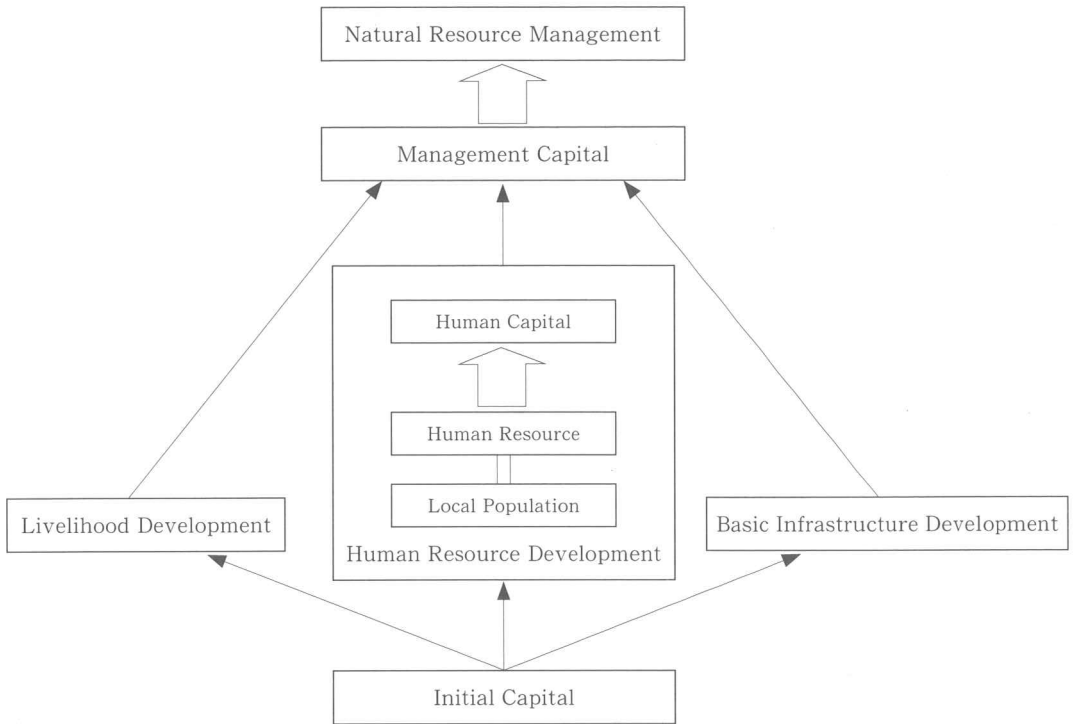 Natural Resource Management
Management Capital
Human Capital
Human Resource
Local Population
Livelihood Development
Human Resource Development
Basic Infrastructure Development
Initial Capital